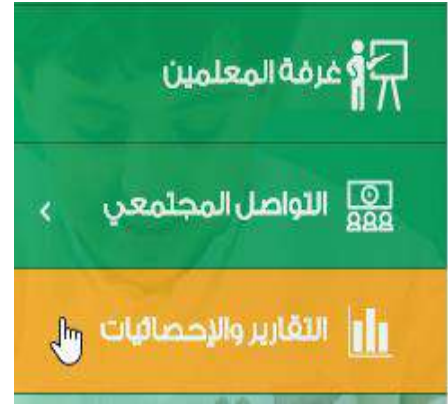 غرفة المعلمين
التواصل المجتمعي
التقارير والإحصائيات